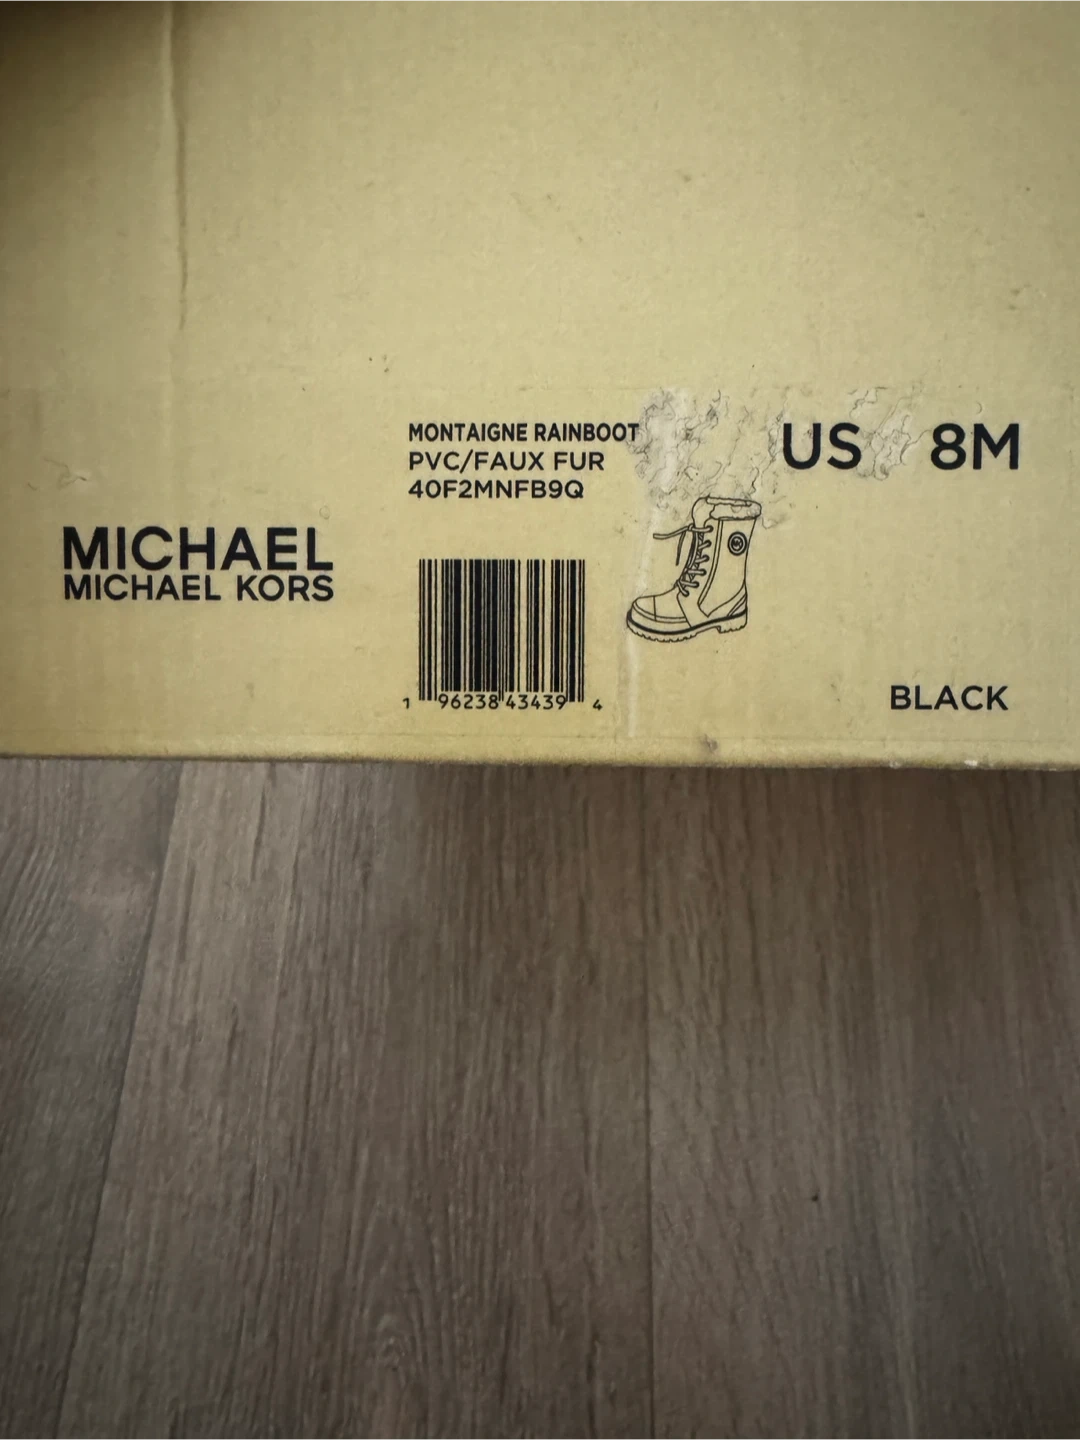 MONTAIGNE RAINBOOT
PVC/FAUX FUR
40F2MNFB9Q
US 8M
MICHAEL
MICHAEL KORS
1 96238 43439 4
BLACK